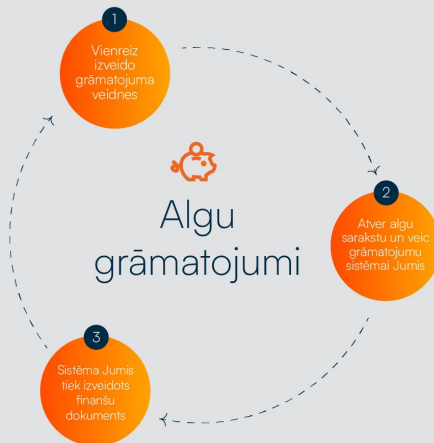 1
Vienreiz
izveido
grāmatojuma
veidnes
Algu
grāmatojumi
2
Atver algu
sarakstu un veic
grāmatojumu
sistēmai Jumis
3
Sistēma Jumis
tiek izveidots
finanšu
dokuments